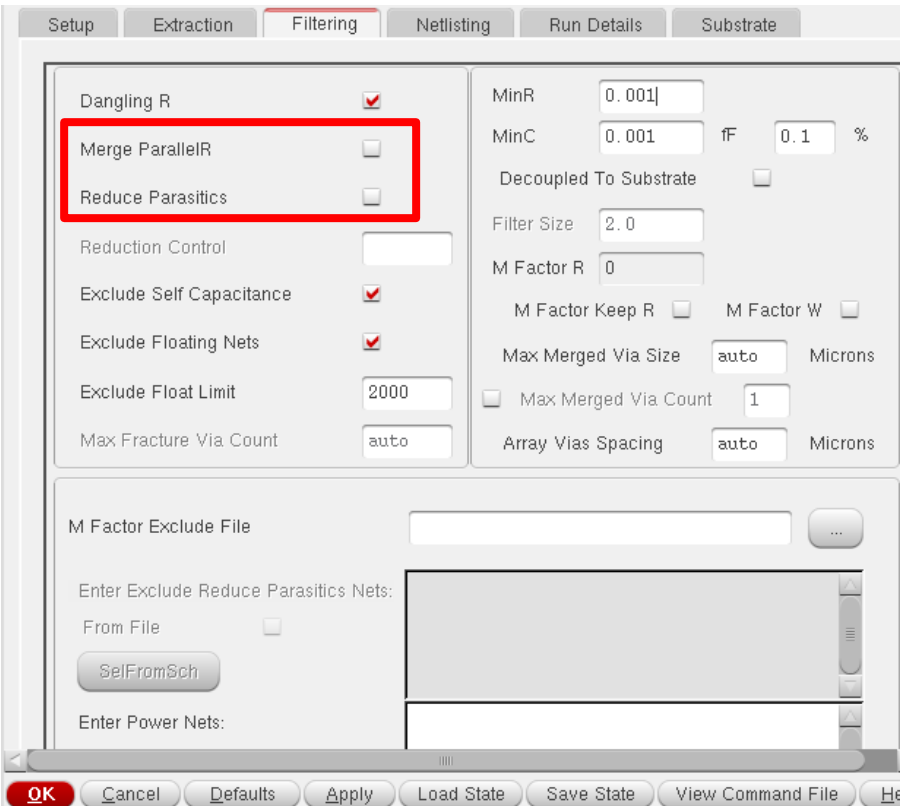 Setup Extraction Filtering Netlisting Run Details Substrate
Dangling R
Merge ParallelR
Reduce Parasitics
Reduction Control
Exclude Self Capacitance
Exclude Floating Nets
Exclude Float Limit 2000
Max Fracture Via Count auto
MinR 0.001
MinC 0.001 fF 0.1 %
Decoupled To Substrate
Filter Size 2.0
M Factor R 0
M Factor Keep R M Factor W
Max Merged Via Size auto Microns
Max Merged Via Count 1
Array Vias Spacing auto Microns
M Factor Exclude File ...
Enter Exclude Reduce Parasitics Nets:
From File
SelFromSch
Enter Power Nets:
OK Cancel Defaults Apply Load State Save State View Command File He